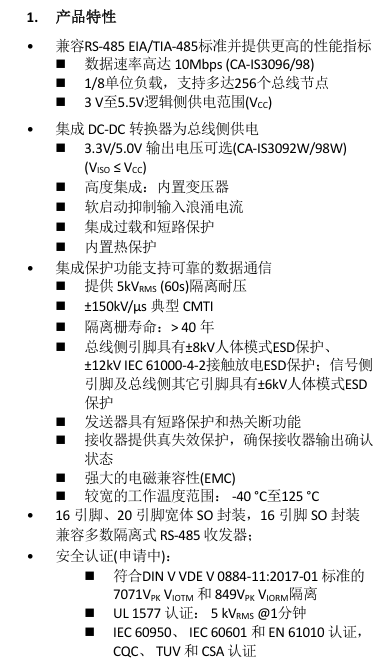 1. 产品特性
• 兼容RS-485 EIA/TIA-485标准并提供更高的性能指标
■ 数据速率高达 10Mbps (CA-IS3096/98)
■ 1/8单位负载，支持多达256个总线节点
■ 3 V至5.5V逻辑侧供电范围(VCC)
• 集成 DC-DC 转换器为总线侧供电
■ 3.3V/5.0V 输出电压可选(CA-IS3092W/98W)
(VISO ≤ VCC)
■ 高度集成：内置变压器
■ 软启动抑制输入浪涌电流
■ 集成过载和短路保护
■ 内置热保护
• 集成保护功能支持可靠的数据通信
■ 提供 5kVRMS (60s)隔离耐压
■ ±150kV/μs 典型 CMTI
■ 隔离栅寿命：> 40 年
■ 总线侧引脚具有±8kV人体模式ESD保护、
±12kV IEC 61000-4-2接触放电ESD保护；信号侧
引脚及总线侧其它引脚具有±6kV人体模式ESD
保护
■ 发送器具有短路保护和热关断功能
■ 接收器提供真失效保护，确保接收器输出确认
状态
■ 强大的电磁兼容性(EMC)
■ 较宽的工作温度范围： -40 °C至125 °C
• 16 引脚、20 引脚宽体 SO 封装，16 引脚 SO 封装
兼容多数隔离式 RS-485 收发器；
• 安全认证(申请中)：
■ 符合DIN V VDE V 0884-11:2017-01 标准的
7071VPK VIOTM 和 849VPK VIORM隔离
■ UL 1577 认证： 5 kVRMS @1分钟
■ IEC 60950、 IEC 60601 和 EN 61010 认证，
CQC、 TUV 和 CSA 认证